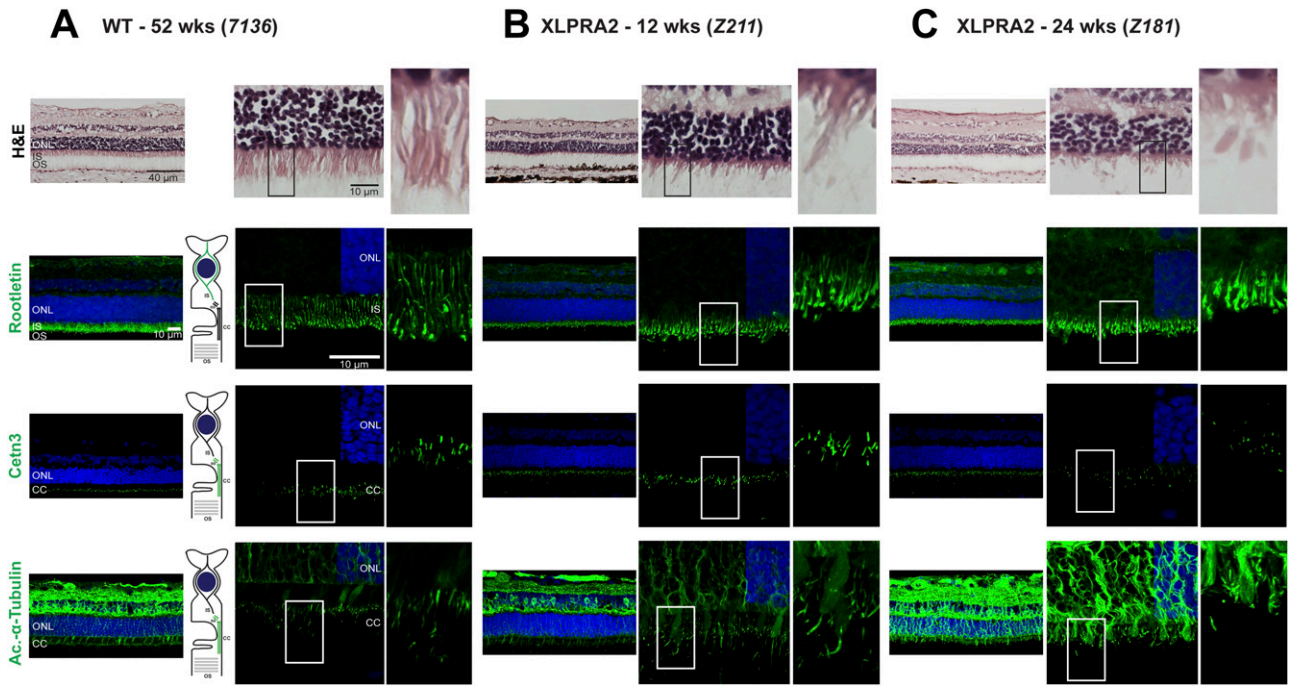 A WT - 52 wks (7136)
B XLPRA2 - 12 wks (Z211)
C XLPRA2 - 24 wks (Z181)
H&E
ONL
IS
OS
40 µm
10 µm
Rootletin
ONL
IS
OS
10 µm
IS
CC
OS
ONL
IS
10 µm
Cetn3
ONL
CC
IS
CC
OS
ONL
CC
Ac.-α-Tubulin
ONL
CC
IS
CC
OS
ONL
CC